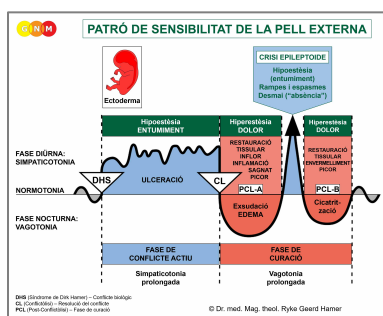 GNM
PATRÓ DE SENSIBILITAT DE LA PELL EXTERNA
CRISI EPILEPTOIDE
Hipoestèsia
(entumiment)
Rampes i espasmes
Desmai ("absència")
Ectoderma
Hipoestèsia
ENTUMIMENT
Hiperestèsia
DOLOR
Hiperestèsia
DOLOR
FASE DIÜRNA:
SIMPATICOTONIA
RESTAURACIÓ
TISSULAR
INFLOR
INFLAMACIÓ
SAGNAT
PICOR
RESTAURACIÓ
TISSULAR
ENVERMELLIMENT
PICOR
DHS
ULCERACIÓ
CL
PCL-A
PCL-B
NORMOTONIA
Exsudació
EDEMA
Cicatrit-
zació
FASE NOCTURNA:
VAGOTONIA
FASE DE
CONFLICTE ACTIU
FASE DE
CURACIÓ
Simpaticotonia
prolongada
Vagotonia
prolongada
DHS (Síndrome de Dirk Hamer) – Conflicte biològic
CL (Conflictòlisi) – Resolució del conflicte
PCL (Post-Conflictòlisi) – Fase de curació
© Dr. med. Mag. theol. Ryke Geerd Hamer